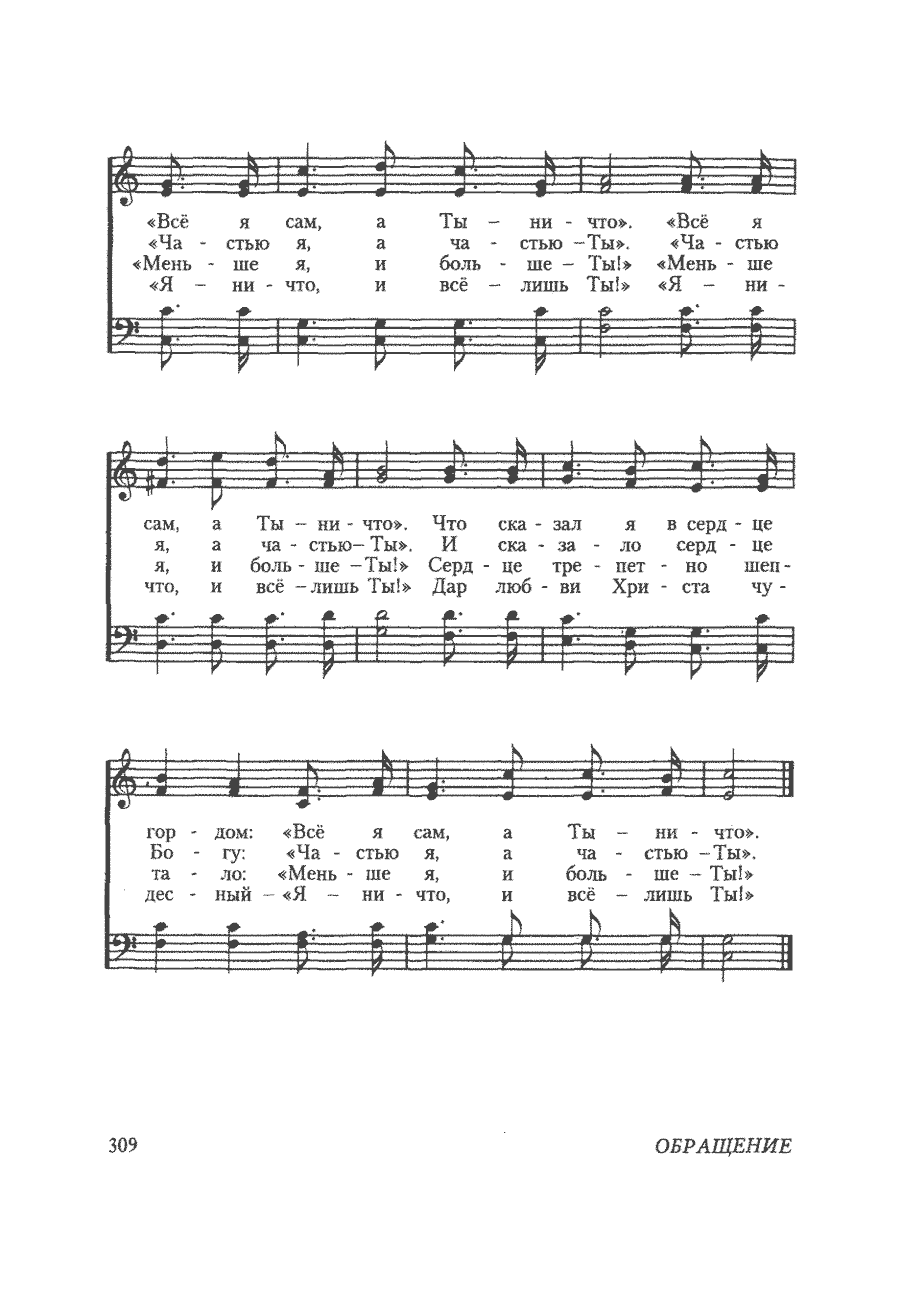 «Всё я сам, а Ты – ни - что». «Всё я
«Ча - стью я, а ча - стью –Ты». «Ча - стью
«Мень - ше я, и боль - ше – Ты!» «Мень - ше
«Я – ни - что, и всё – лишь Ты!» «Я – ни -
сам, а Ты – ни - что». Что ска - зал я в серд - це
я, а ча - стью– Ты». И ска - за - ло серд - це
я, и боль - ше –Ты!» Серд - це тре - пет - но шеп -
что, и всё –лишь Ты!» Дар люб - ви Хри - ста чу -
гор - дом: «Всё я сам, а Ты – ни - что».
Бо - гу: «Ча - стью я, а ча - стью –Ты».
та - ло: «Мень - ше я, и боль - ше – Ты!»
дес - ный – «Я – ни - что, и всё – лишь Ты!»
309 ОБРАЩЕНИЕ